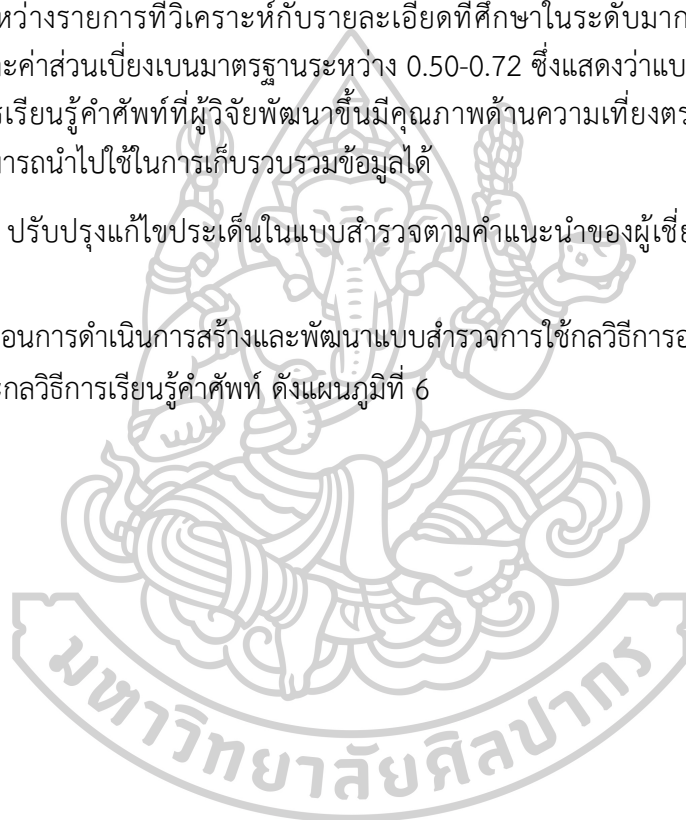 หว่างรายการที่วิเคราะห์กับรายละเอียดที่ศึกษาในระดับมาก
ะค่าส่วนเบี่ยงเบนมาตรฐานระหว่าง 0.50-0.72 ซึ่งแสดงว่าแบ
รเรียนรู้คำศัพท์ที่ผู้วิจัยพัฒนาขึ้นมีคุณภาพด้านความเที่ยงตร
มารถนำไปใช้ในการเก็บรวบรวมข้อมูลได้
ปรับปรุงแก้ไขประเด็นในแบบสำรวจตามคำแนะนำของผู้เชี่ย
อนการดำเนินการสร้างและพัฒนาแบบสำรวจการใช้กลวิธีการอ
ะกลวิธีการเรียนรู้คำศัพท์ ดังแผนภูมิที่ 6
มหาวิทยาลัยศิลปากร